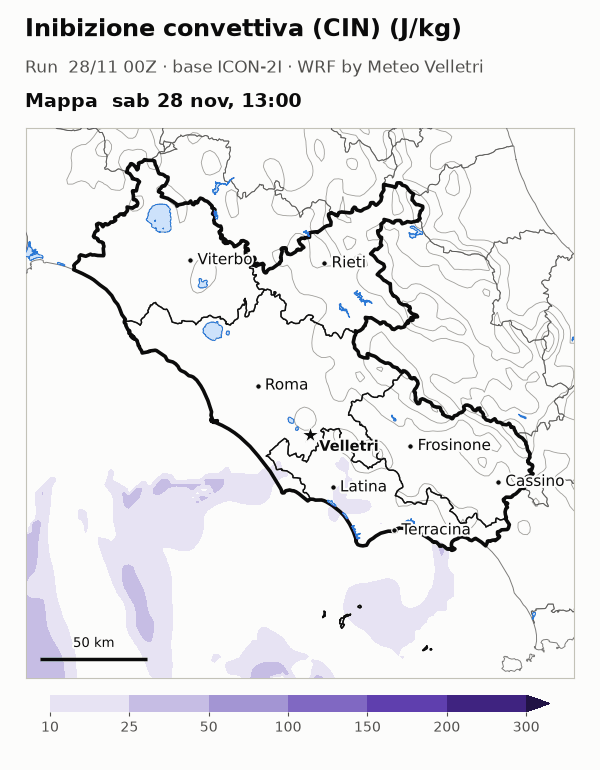 Inibizione convettiva (CIN) (J/kg)
Run  28/11 00Z · base ICON-2I · WRF by Meteo Velletri
Mappa  sab 28 nov, 13:00
Viterbo
Rieti
Roma
Velletri
Frosinone
Cassino
Latina
Terracina
50 km
10 25 50 100 150 200 300